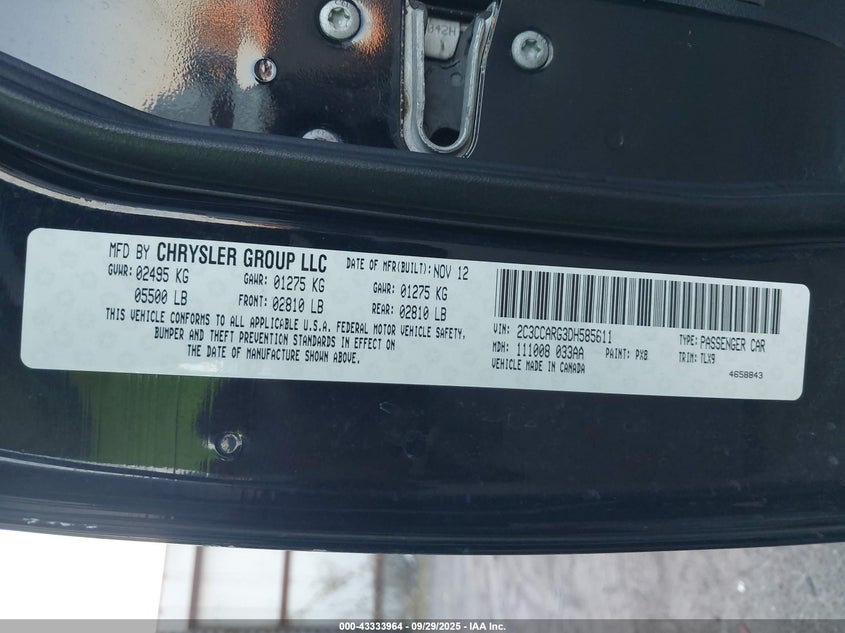 842H
MFD BY CHRYSLER GROUP LLC DATE OF MFR(BUILT): NOV 12
GVWR: 02495 KG GAWR: 01275 KG GAWR: 01275 KG
05500 LB FRONT: 02810 LB REAR: 02810 LB
THIS VEHICLE CONFORMS TO ALL APPLICABLE U.S.A. FEDERAL MOTOR VEHICLE SAFETY,
BUMPER AND THEFT PREVENTION STANDARDS IN EFFECT ON
THE DATE OF MANUFACTURE SHOWN ABOVE.
VIN: 2C3CCARG3DH585611 TYPE: PASSENGER CAR
MDH: 111008 033AA PAINT: PX8 TRIM: TLX9
VEHICLE MADE IN CANADA
4658843
000-43333964 - 09/29/2025 - IAA Inc.